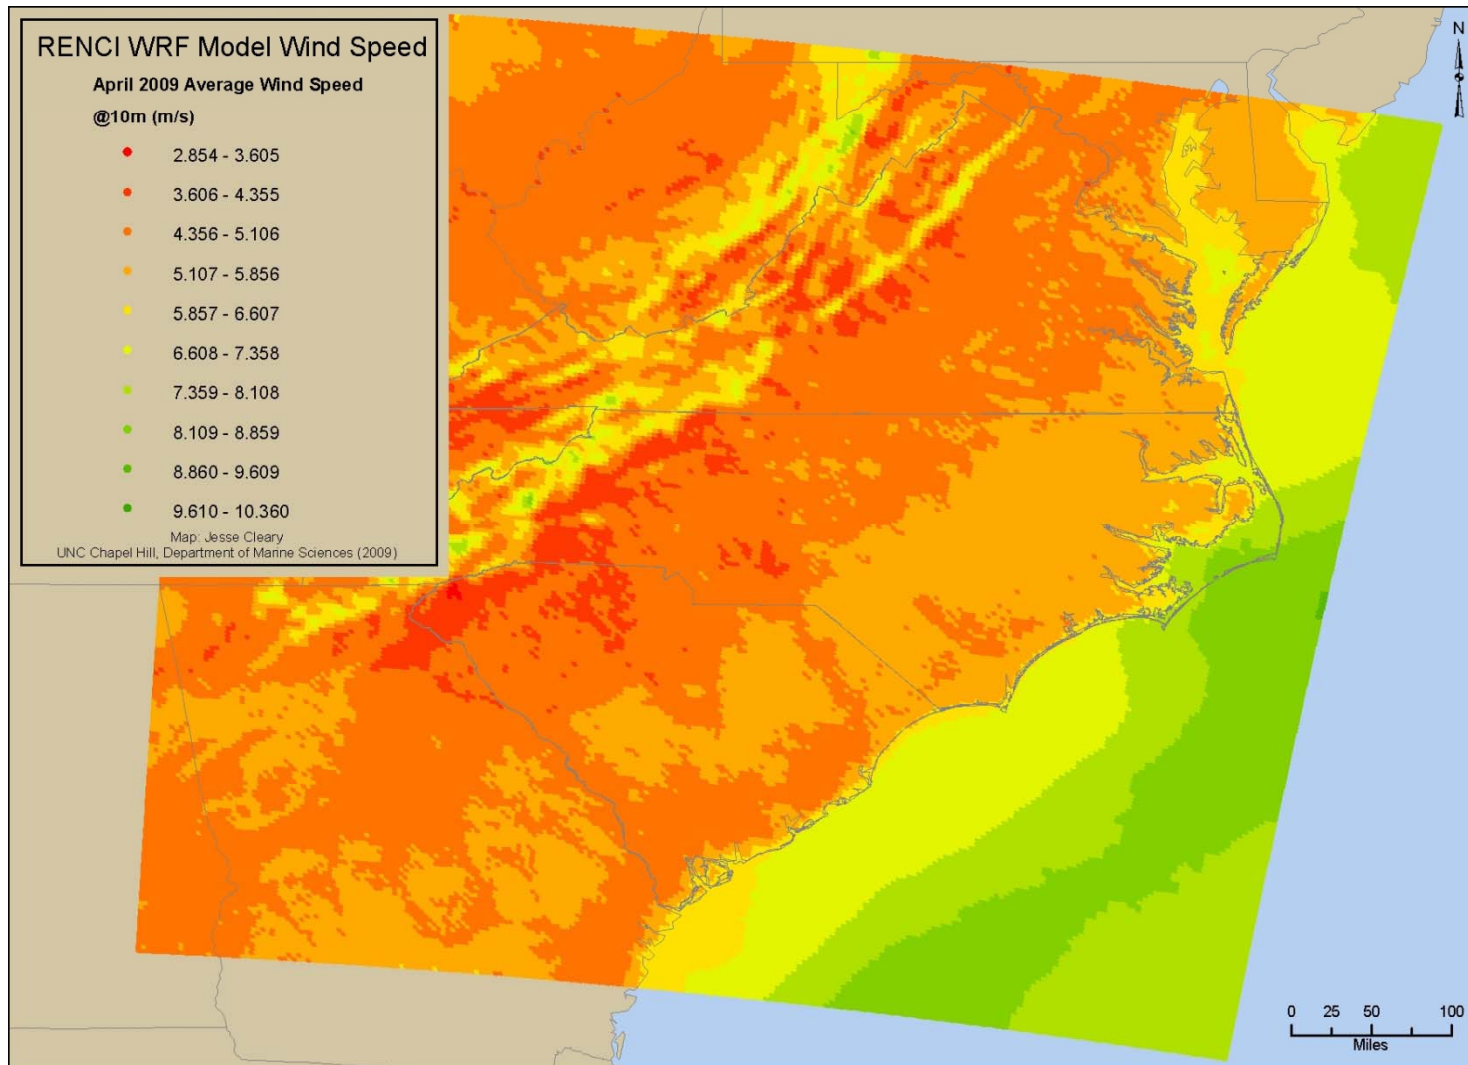 RENCI WRF Model Wind Speed
April 2009 Average Wind Speed
@10m (m/s)
2.854 - 3.605
3.606 - 4.355
4.356 - 5.106
5.107 - 5.856
5.857 - 6.607
6.608 - 7.358
7.359 - 8.108
8.109 - 8.859
8.860 - 9.609
9.610 - 10.360
Map: Jesse Cleary
UNC Chapel Hill, Department of Marine Sciences (2009)
N
0 25 50 100
Miles